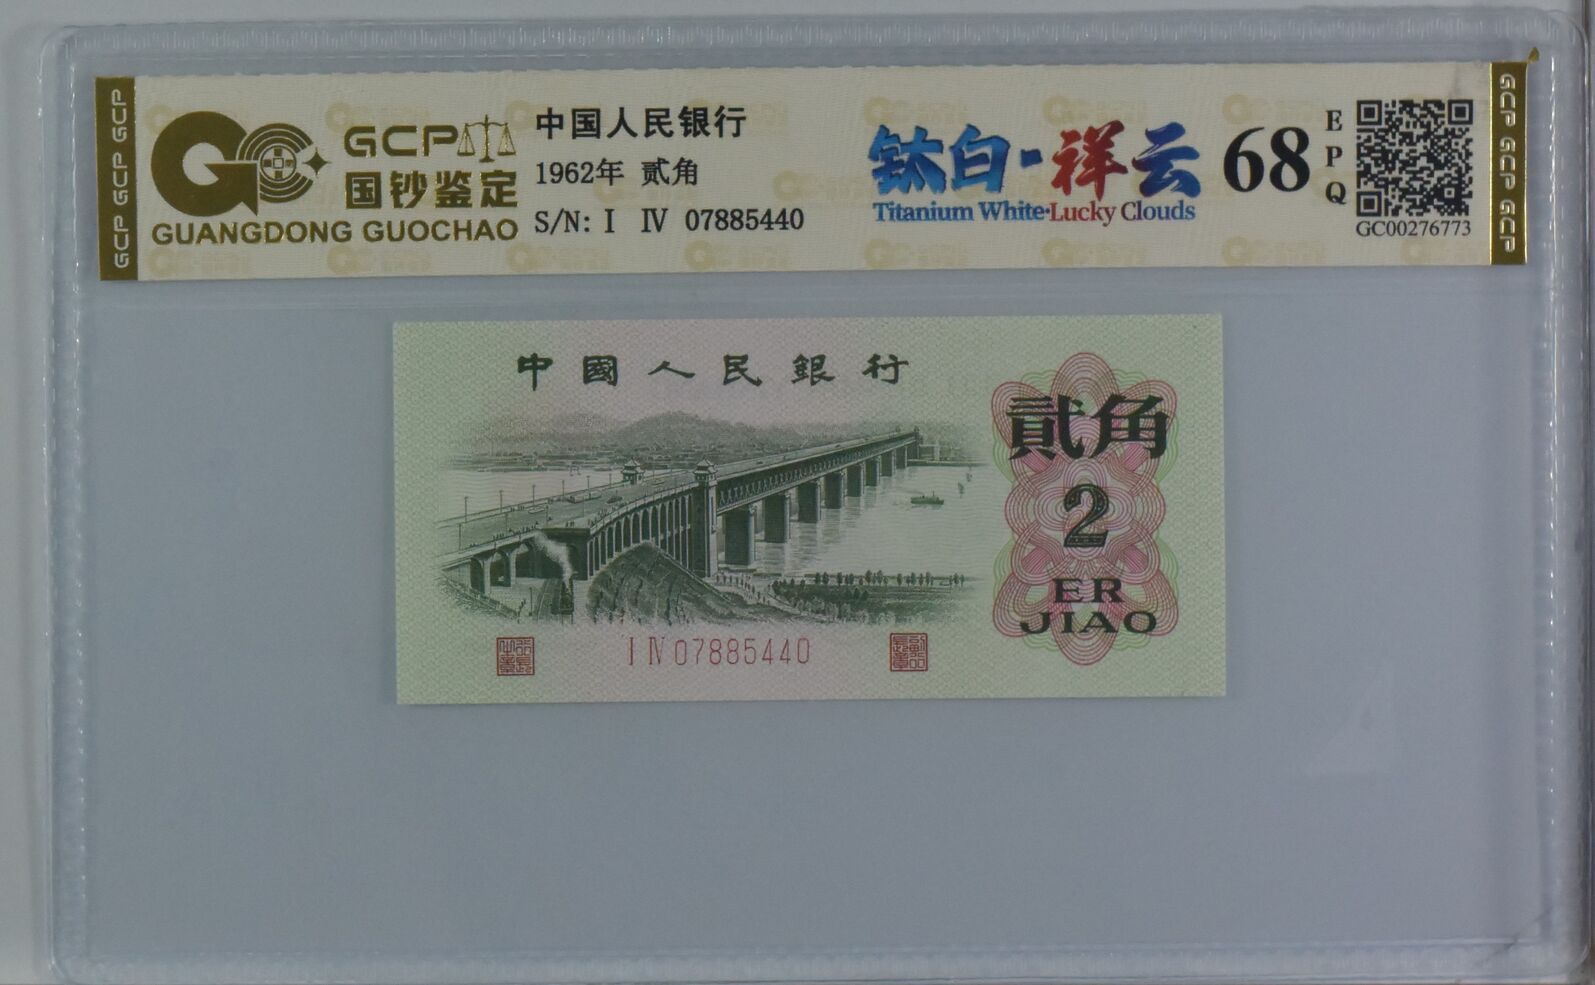 GCP GCP GCP
GCP
国钞鉴定
GUANGDONG GUOCHAO
中国人民银行
1962年 贰角
S/N: I IV 07885440
钛白·祥云
Titanium White·Lucky Clouds
68
EPQ
GC00276773
GCP GCP GCP
中國人民銀行
貳角
2
ER
JIAO
I IV 07885440